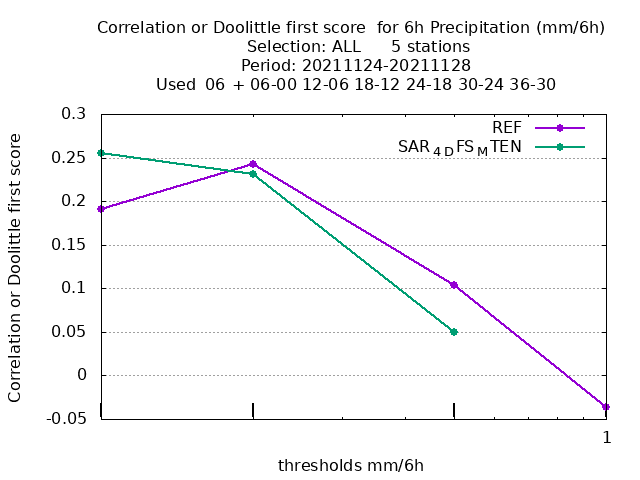 Correlation or Doolittle first score for 6h Precipitation (mm/6h)
Selection: ALL 5 stations
Period: 20211124-20211128
Used 06 + 06-00 12-06 18-12 24-18 30-24 36-30
REF
SAR4DFSMTEN
0.3
0.25
0.2
0.15
0.1
0.05
0
-0.05
Correlation or Doolittle first score
1
thresholds mm/6h